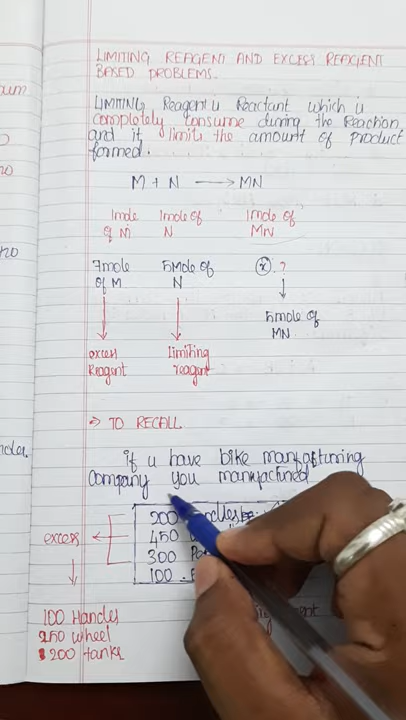 LIMITING REAGENT AND EXCESS REAGENT
BASED PROBLEMS.
LIMITING Reagent is Reactant which is
completely consume during the Reaction
and it limits the amount of product
formed.
M + N → MN
1mole of M 1mole of N 1mole of MN
7mole of M 5Mole of N (x) ?
5mole of MN
excess Reagent limiting reagent
⇒ TO RECALL
if u have bike manfafturning
Company you manufactured
200
450
excess
300
100
100 Handles
250 wheel
200 tanks